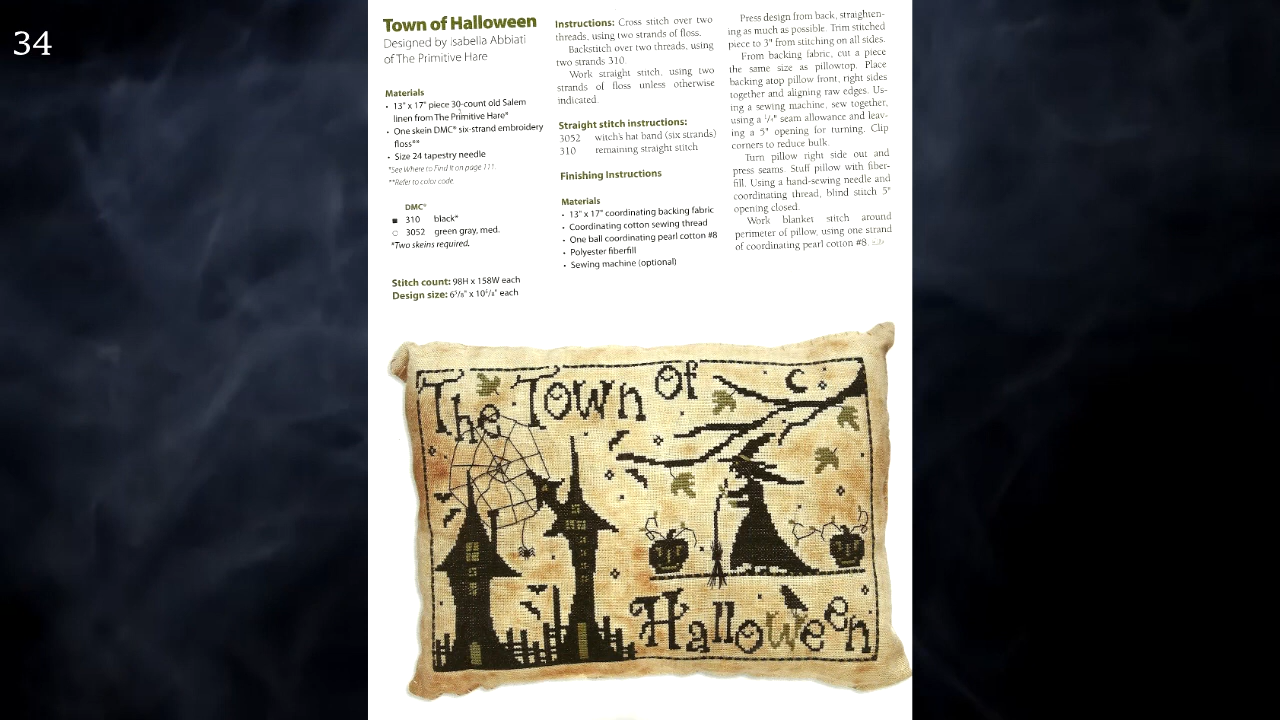 34
Town of Halloween
Designed by Isabella Abbiati
of The Primitive Hare
Materials
• 13" x 17" piece 30-count old Salem
linen from The Primitive Hare*
• One skein DMC® six-strand embroidery
floss**
• Size 24 tapestry needle
*See Where to Find It on page 111.
**Refer to color code.
DMC®
■ 310 black*
○ 3052 green gray, med.
*Two skeins required.
Stitch count: 98H x 158W each
Design size: 6⅝" x 10⅝" each
Instructions: Cross stitch over two
threads, using two strands of floss.
Backstitch over two threads, using
two strands 310.
Work straight stitch, using two
strands of floss unless otherwise
indicated.
Straight stitch instructions:
3052 witch's hat band (six strands)
310 remaining straight stitch
Finishing Instructions
Materials
• 13" x 17" coordinating backing fabric
• Coordinating cotton sewing thread
• One ball coordinating pearl cotton #8
• Polyester fiberfill
• Sewing machine (optional)
Press design from back, straighten-
ing as much as possible. Trim stitched
piece to 3" from stitching on all sides.
From backing fabric, cut a piece
the same size as pillowtop. Place
backing atop pillow front, right sides
together and aligning raw edges. Us-
ing a sewing machine, sew together,
using a ¼" seam allowance and leav-
ing a 5" opening for turning. Clip
corners to reduce bulk.
Turn pillow right side out and
press seams. Stuff pillow with fiber-
fill. Using a hand-sewing needle and
coordinating thread, blind stitch 5"
opening closed.
Work blanket stitch around
perimeter of pillow, using one strand
of coordinating pearl cotton #8.
The Town Of
Halloween